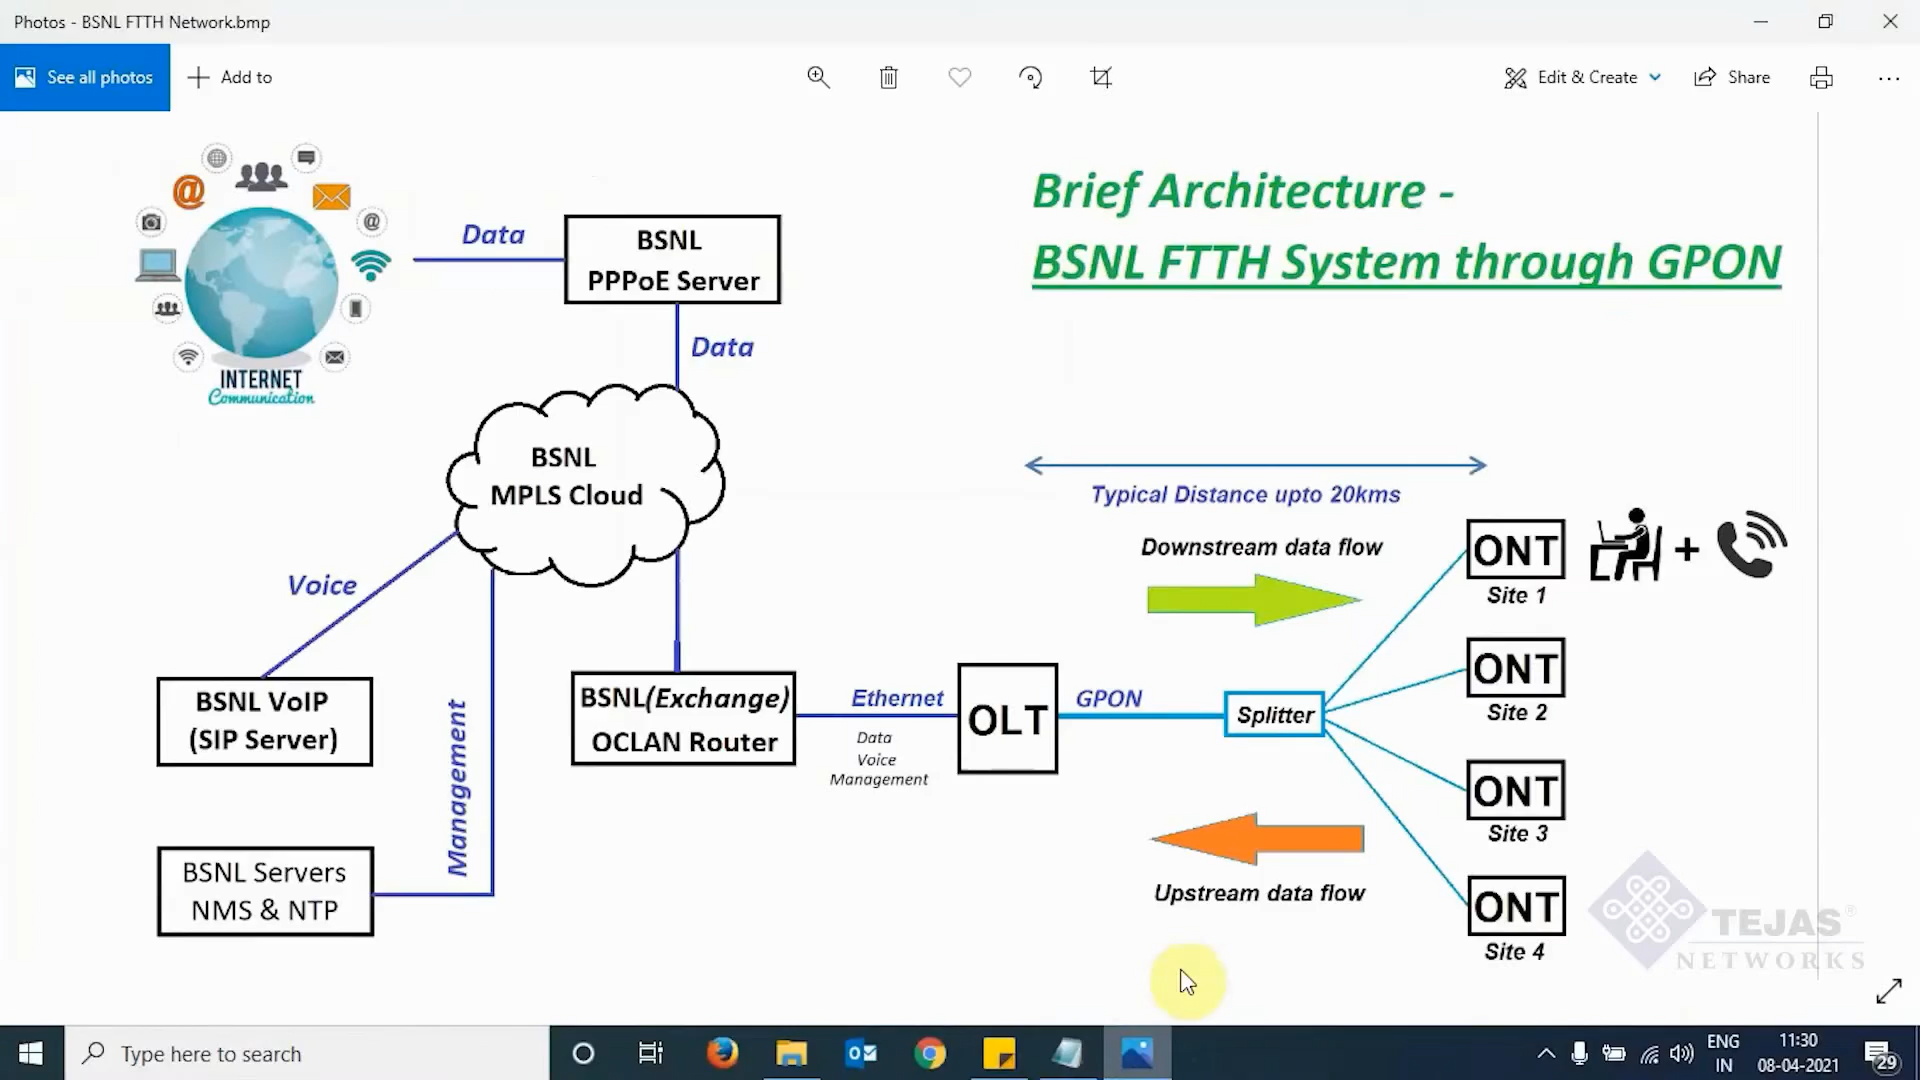 Photos - BSNL FTTH Network.bmp
See all photos
Add to
Edit & Create
Share
Brief Architecture -
BSNL FTTH System through GPON
@
@
INTERNET
Communication
Data
BSNL
PPPoE Server
Data
BSNL
MPLS Cloud
Voice
Typical Distance upto 20kms
Downstream data flow
ONT
+
Site 1
ONT
Site 2
BSNL VoIP
(SIP Server)
Management
BSNL(Exchange)
OCLAN Router
Ethernet
Data
Voice
Management
OLT
GPON
Splitter
ONT
Site 3
BSNL Servers
NMS & NTP
Upstream data flow
ONT
Site 4
TEJAS®
NETWORKS
Type here to search
ENG
IN
11:30
08-04-2021
29